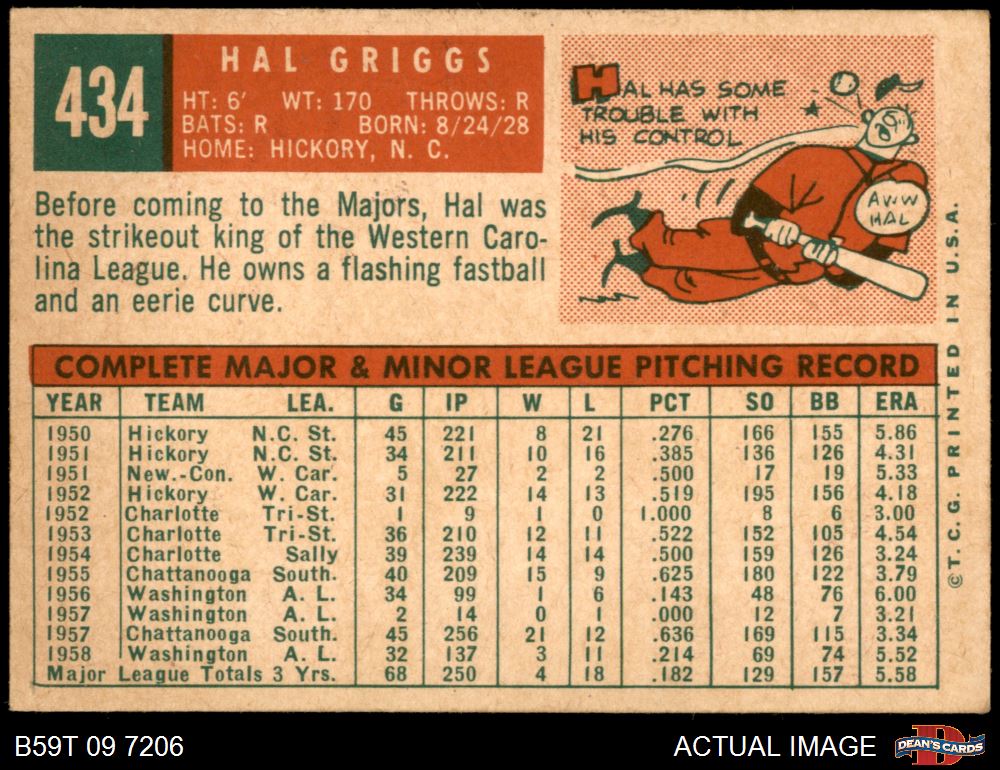 434
HAL GRIGGS
HT: 6' WT: 170 THROWS: R
BATS: R BORN: 8/24/28
HOME: HICKORY, N. C.
HAL HAS SOME
TROUBLE WITH
HIS CONTROL
AWW
HAL
Before coming to the Majors, Hal was
the strikeout king of the Western Caro-
lina League. He owns a flashing fastball
and an eerie curve.
COMPLETE MAJOR & MINOR LEAGUE PITCHING RECORD
YEAR TEAM LEA. G IP W L PCT SO BB ERA
1950 Hickory N.C. St. 45 221 8 21 .276 166 155 5.86
1951 Hickory N.C. St. 34 211 10 16 .385 136 126 4.31
1951 New.-Con. W. Car. 5 27 2 2 .500 17 19 5.33
1952 Hickory W. Car. 31 222 14 13 .519 195 156 4.18
1952 Charlotte Tri-St. 1 9 1 0 1.000 8 6 3.00
1953 Charlotte Tri-St. 36 210 12 11 .522 152 105 4.54
1954 Charlotte Sally 39 239 14 14 .500 159 126 3.24
1955 Chattanooga South. 40 209 15 9 .625 180 122 3.79
1956 Washington A. L. 34 99 1 6 .143 48 76 6.00
1957 Washington A. L. 2 14 0 1 .000 12 7 3.21
1957 Chattanooga South. 45 256 21 12 .636 169 115 3.34
1958 Washington A. L. 32 137 3 11 .214 69 74 5.52
Major League Totals 3 Yrs. 68 250 4 18 .182 129 157 5.58
©T.C.G. PRINTED IN U.S.A.
B59T 09 7206
ACTUAL IMAGE
D
DEAN'S CARDS